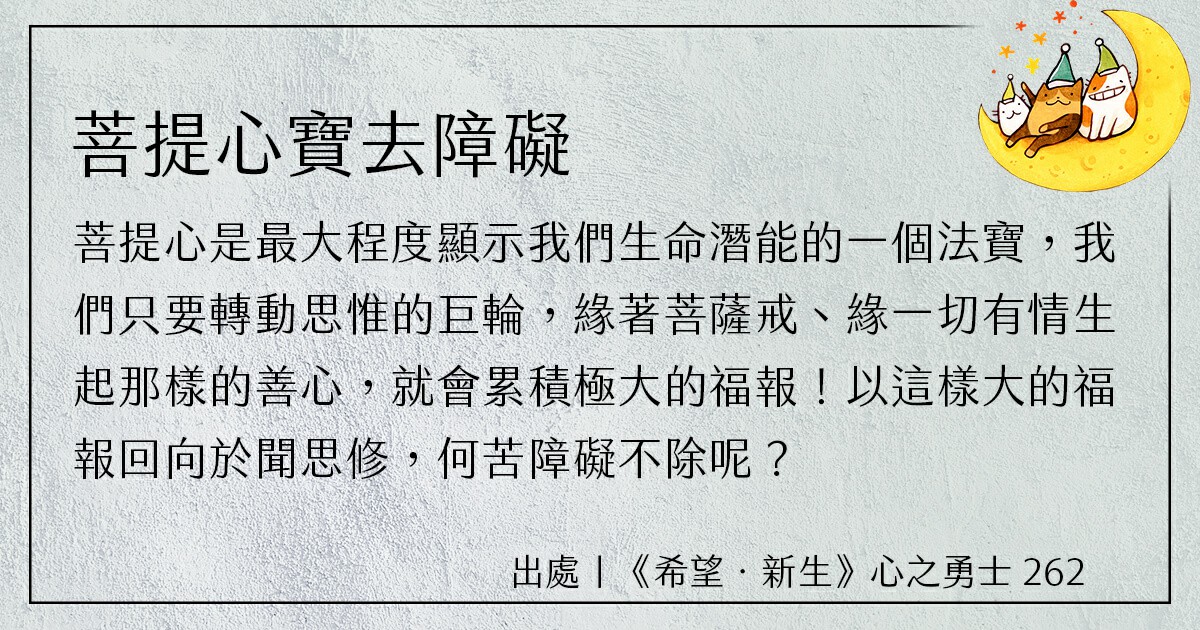 菩提心寶去障礙
菩提心是最大程度顯示我們生命潛能的一個法寶，我
們只要轉動思惟的巨輪，緣著菩薩戒、緣一切有情生
起那樣的善心，就會累積極大的福報！以這樣大的福
報回向於聞思修，何苦障礙不除呢？
出處〡《希望．新生》心之勇士 262